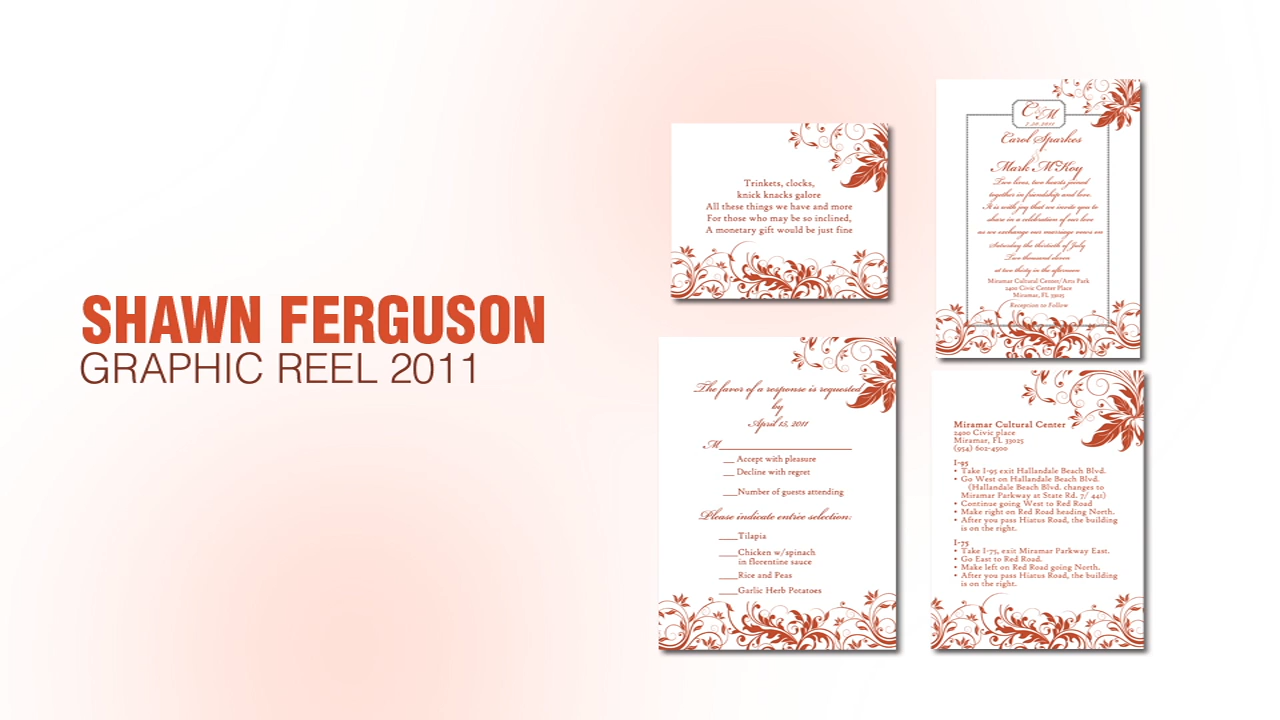 SHAWN FERGUSON
GRAPHIC REEL 2011
Trinkets, clocks,
knick knacks galore
All these things we have and more
For those who may be so inclined,
A monetary gift would be just fine
C & M
7.30.2011
Carol Sparkes
&
Mark McKoy
Two lives, two hearts joined
together in friendship and love
It is with joy that we invite you to
share in a celebration of our love
as we exchange our marriage vows on
Saturday the thirtieth of July
Two thousand eleven
at two thirty in the afternoon
Miramar Cultural Center/Arts Park
2400 Civic Center Place
Miramar, FL 33025
Reception to Follow
The favor of a response is requested
by
April 15, 2011
M
Accept with pleasure
Decline with regret
Number of guests attending
Please indicate entrée selection:
Tilapia
Chicken w/spinach
in florentine sauce
Rice and Peas
Garlic Herb Potatoes
Miramar Cultural Center
2400 Civic place
Miramar, FL 33025
(954) 602-4500
I-95
• Take I-95 exit Hallandale Beach Blvd.
• Go West on Hallandale Beach Blvd.
(Hallandale Beach Blvd. changes to
Miramar Parkway at State Rd. 7/ 441)
• Continue going West to Red Road
• Make right on Red Road heading North.
• After you pass Hiatus Road, the building
is on the right.
I-75
• Take I-75, exit Miramar Parkway East.
• Go East to Red Road.
• Make left on Red Road going North.
• After you pass Hiatus Road, the building
is on the right.